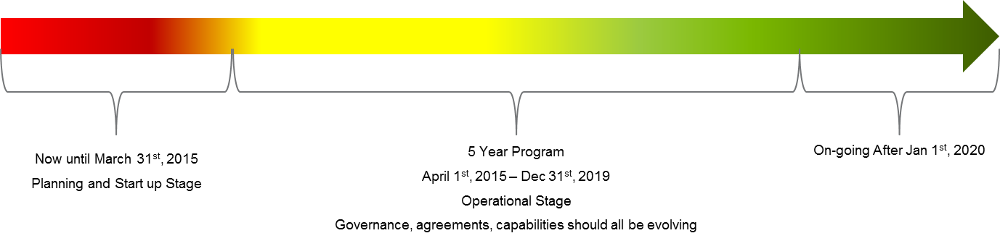 Now until March 31st, 2015
Planning and Start up Stage
5 Year Program
April 1st, 2015 – Dec 31st, 2019
Operational Stage
Governance, agreements, capabilities should all be evolving
On-going After Jan 1st, 2020